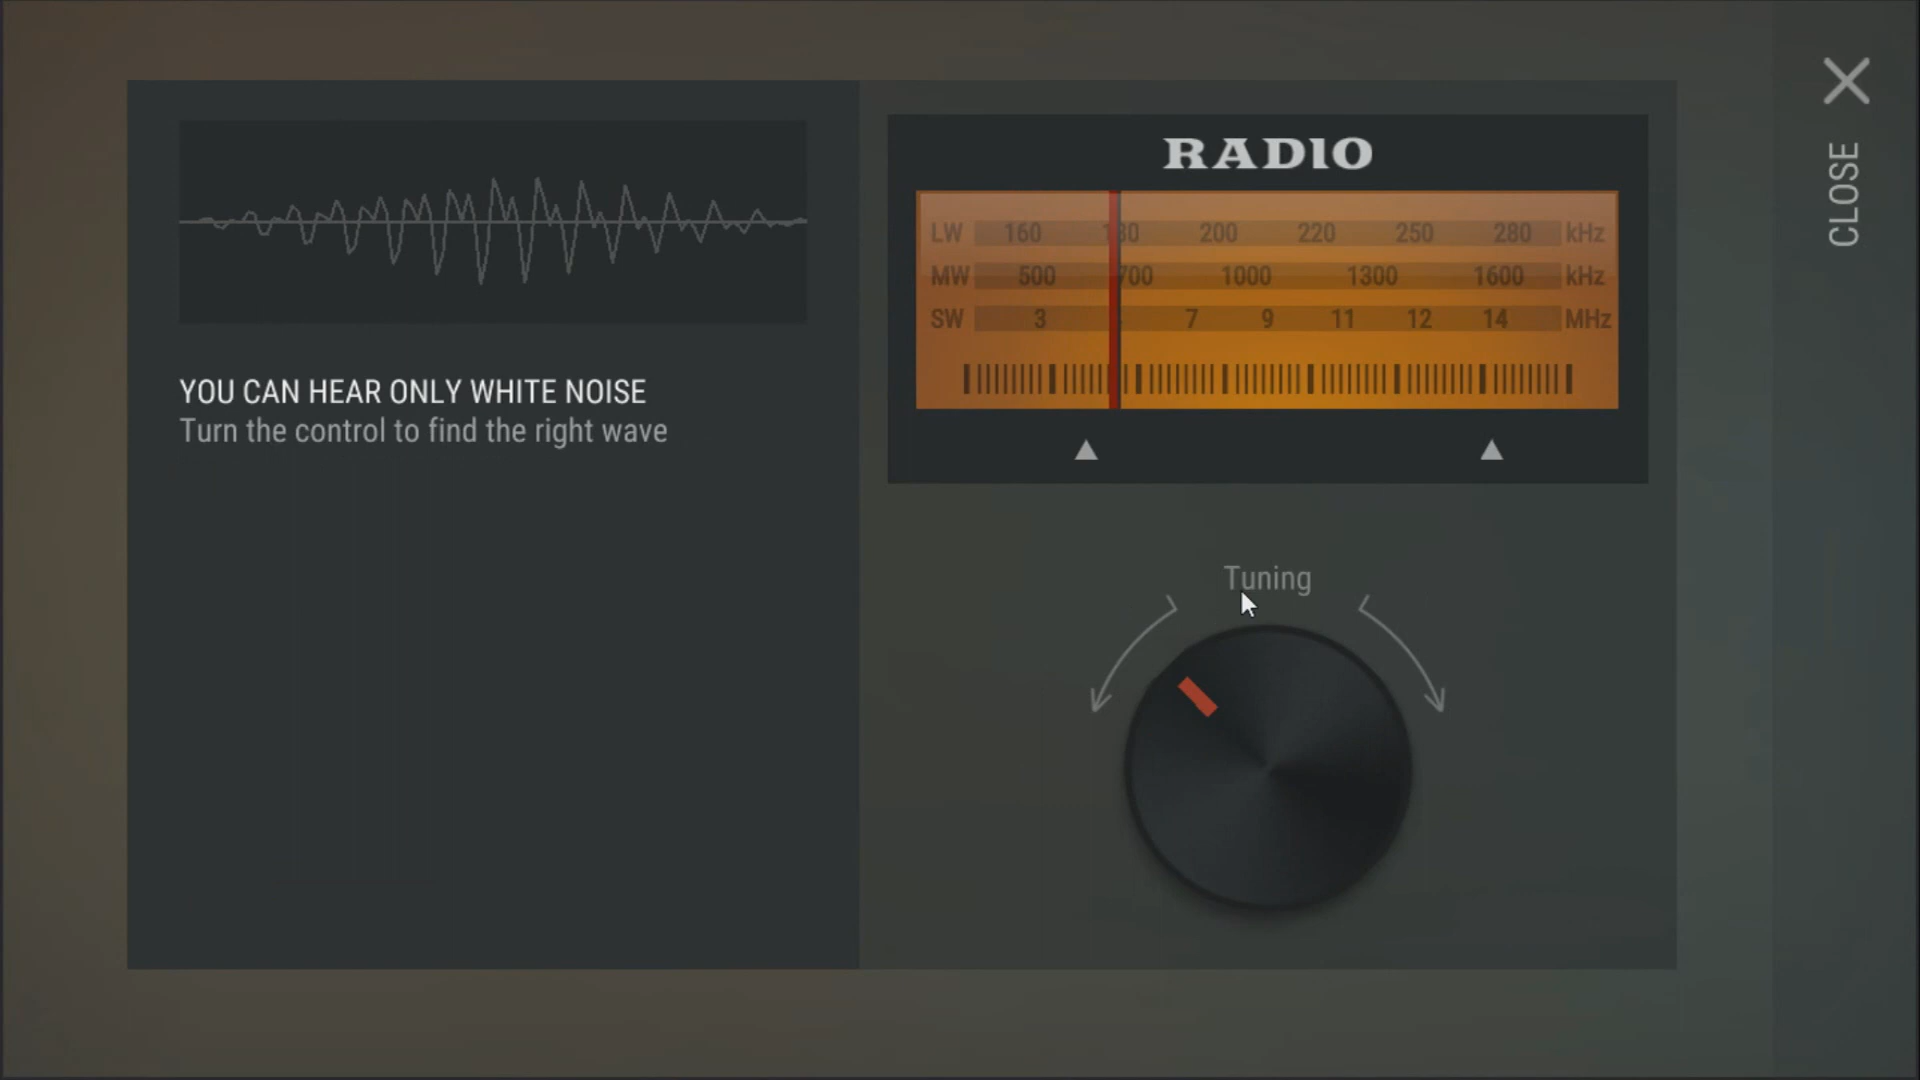 RADIO
LW 160 180 200 220 250 280 kHz
MW 500 700 1000 1300 1600 kHz
SW 3 7 9 11 12 14 MHz
CLOSE
YOU CAN HEAR ONLY WHITE NOISE
Turn the control to find the right wave
Tuning